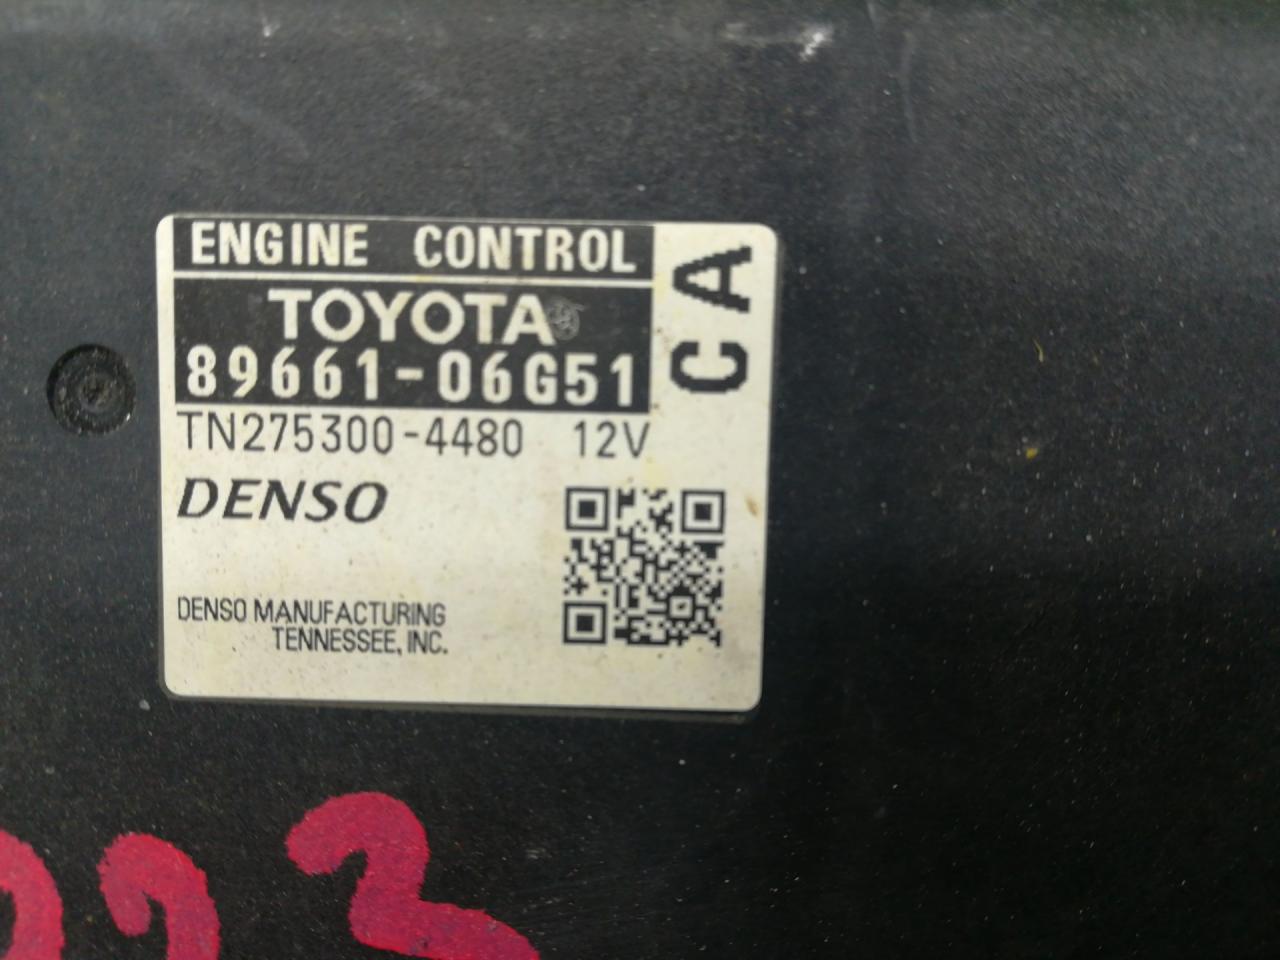 ENGINE CONTROL
TOYOTA
89661-06G51
CA
TN275300-4480 12V
DENSO
DENSO MANUFACTURING
TENNESSEE, INC.